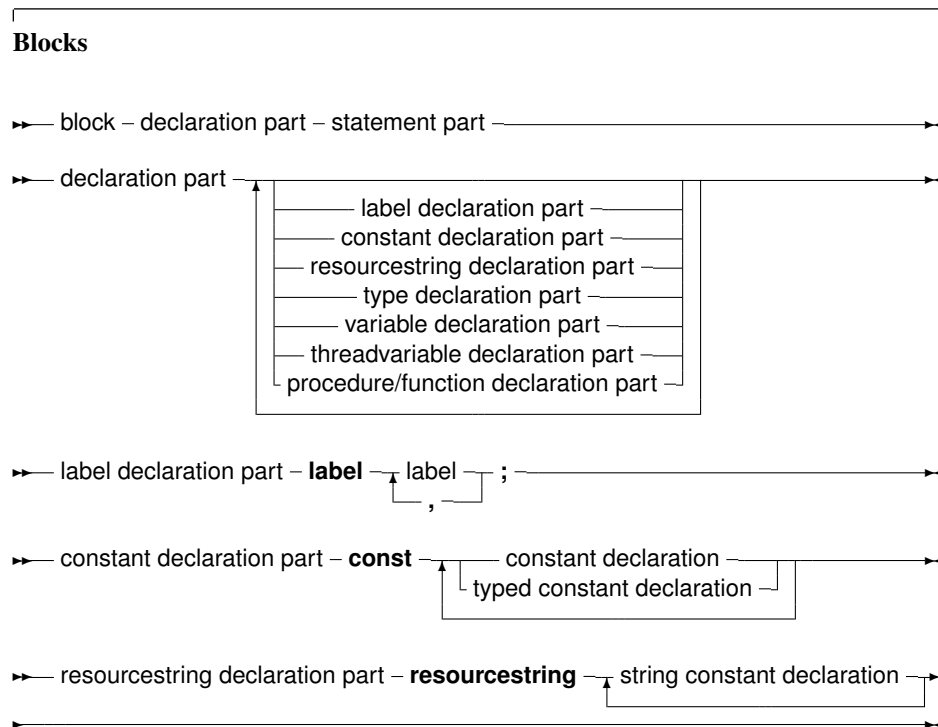 Blocks
block – declaration part – statement part
declaration part
label declaration part
constant declaration part
resourcestring declaration part
type declaration part
variable declaration part
threadvariable declaration part
procedure/function declaration part
label declaration part – label label ;
,
constant declaration part – const constant declaration
typed constant declaration
resourcestring declaration part – resourcestring string constant declaration